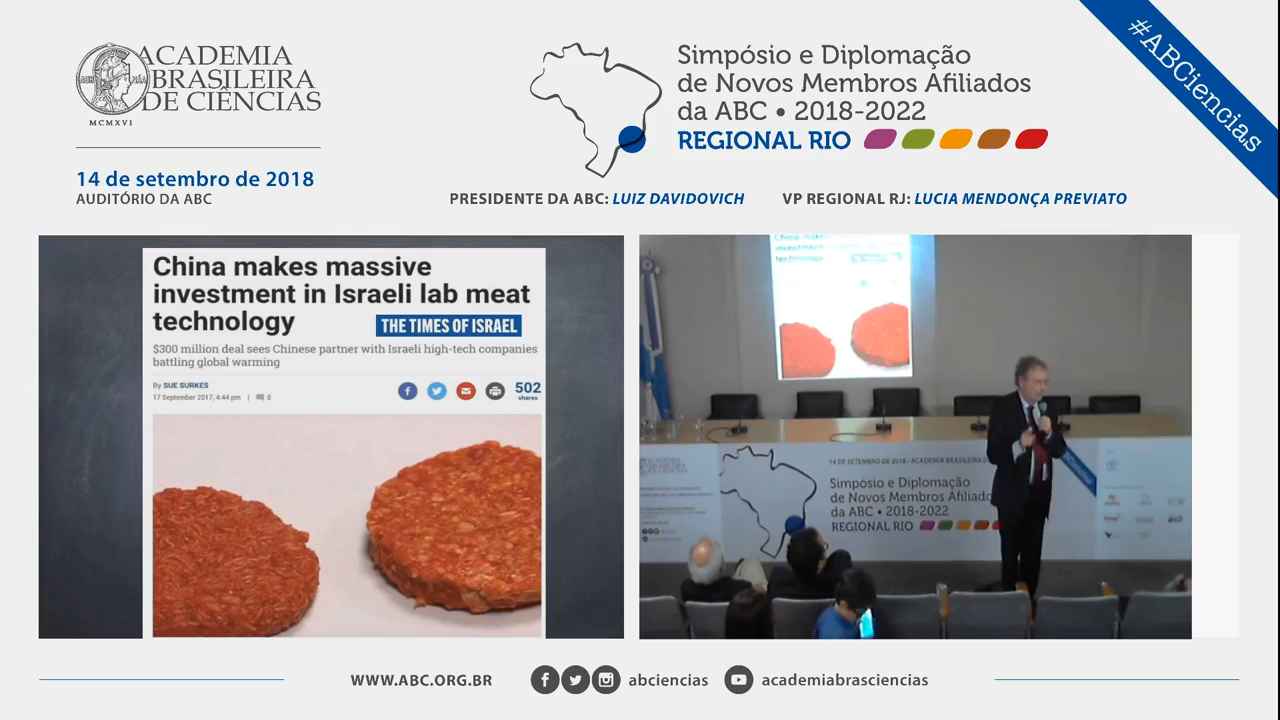 ACADEMIA
BRASILEIRA
DE CIÊNCIAS
MCMXVI
14 de setembro de 2018
AUDITÓRIO DA ABC
Simpósio e Diplomação
de Novos Membros Afiliados
da ABC • 2018-2022
REGIONAL RIO
#ABCiencias
PRESIDENTE DA ABC: LUIZ DAVIDOVICH
VP REGIONAL RJ: LUCIA MENDONÇA PREVIATO
China makes massive
investment in Israeli lab meat
technology
THE TIMES OF ISRAEL
$300 million deal sees Chinese partner with Israeli high-tech companies
battling global warming
By SUE SURKES
17 September 2017, 4:44 pm | 0
502
shares
14 DE SETEMBRO DE 2018 • ACADEMIA BRASILEIRA
Simpósio e Diplomação
de Novos Membros Afiliados
da ABC • 2018-2022
REGIONAL RIO
WWW.ABC.ORG.BR
abciencias
academiabrasciencias